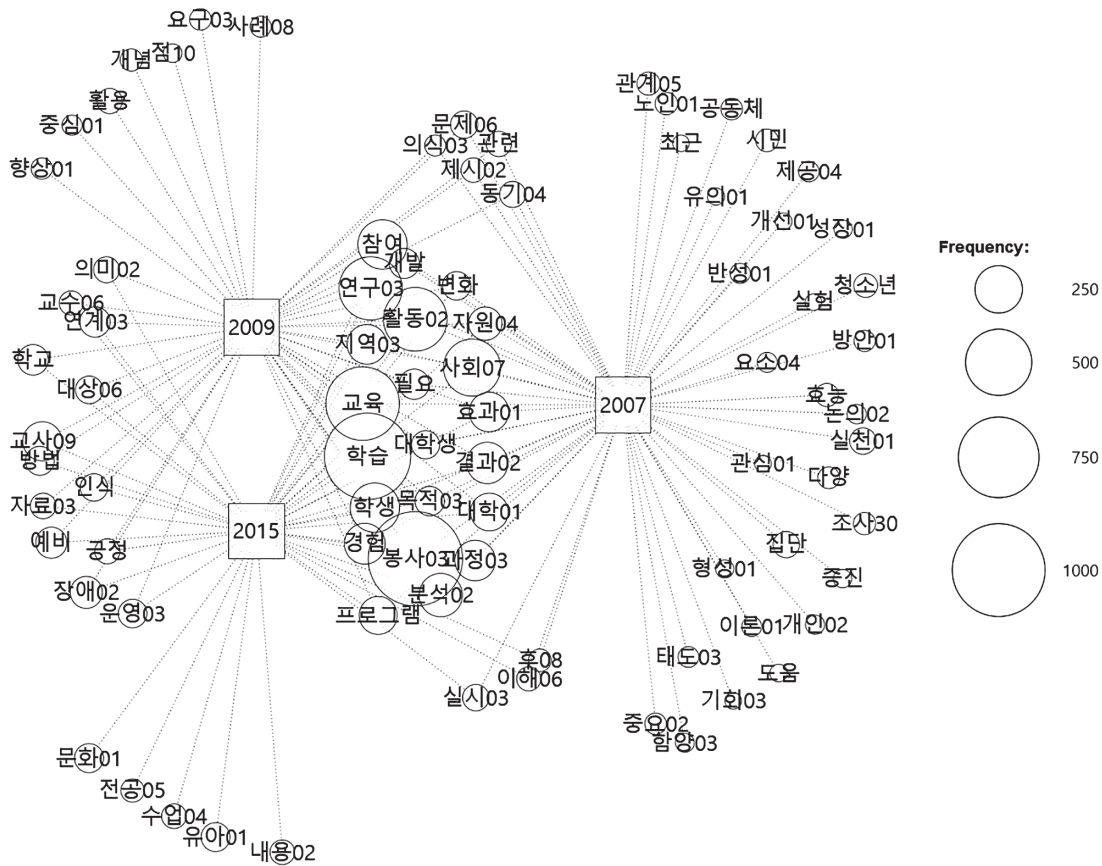 요구03
사례08
개념
점10
활용
중심01
향상01
의미02
교수06
연계03
학교
대상06
교사09
방법
인식
자료03
예비
긍정
장애02
운영03
문화01
전공05
수업04
유아01
내용02
2009
2015
문제06
의식03
관련
제시02
동기04
참여
개발
연구03
변화
활동02
자원04
지역03
사회07
필요
교육
효과01
대학생
학습
결과02
목적03
학생
대학01
경험
봉사03
과정03
분석02
프로그램
후08
이해06
실시03
2007
관계05
노인01
공동체
최근
시민
제공04
유의01
개선01
성장01
반성01
청소년
실험
방안01
요소04
효능
논의02
실천01
관심01
다양
조사30
집단
형성01
증진
이론01
개인02
태도03
도움
기회03
중요02
함양03
Frequency:
250
500
750
1000